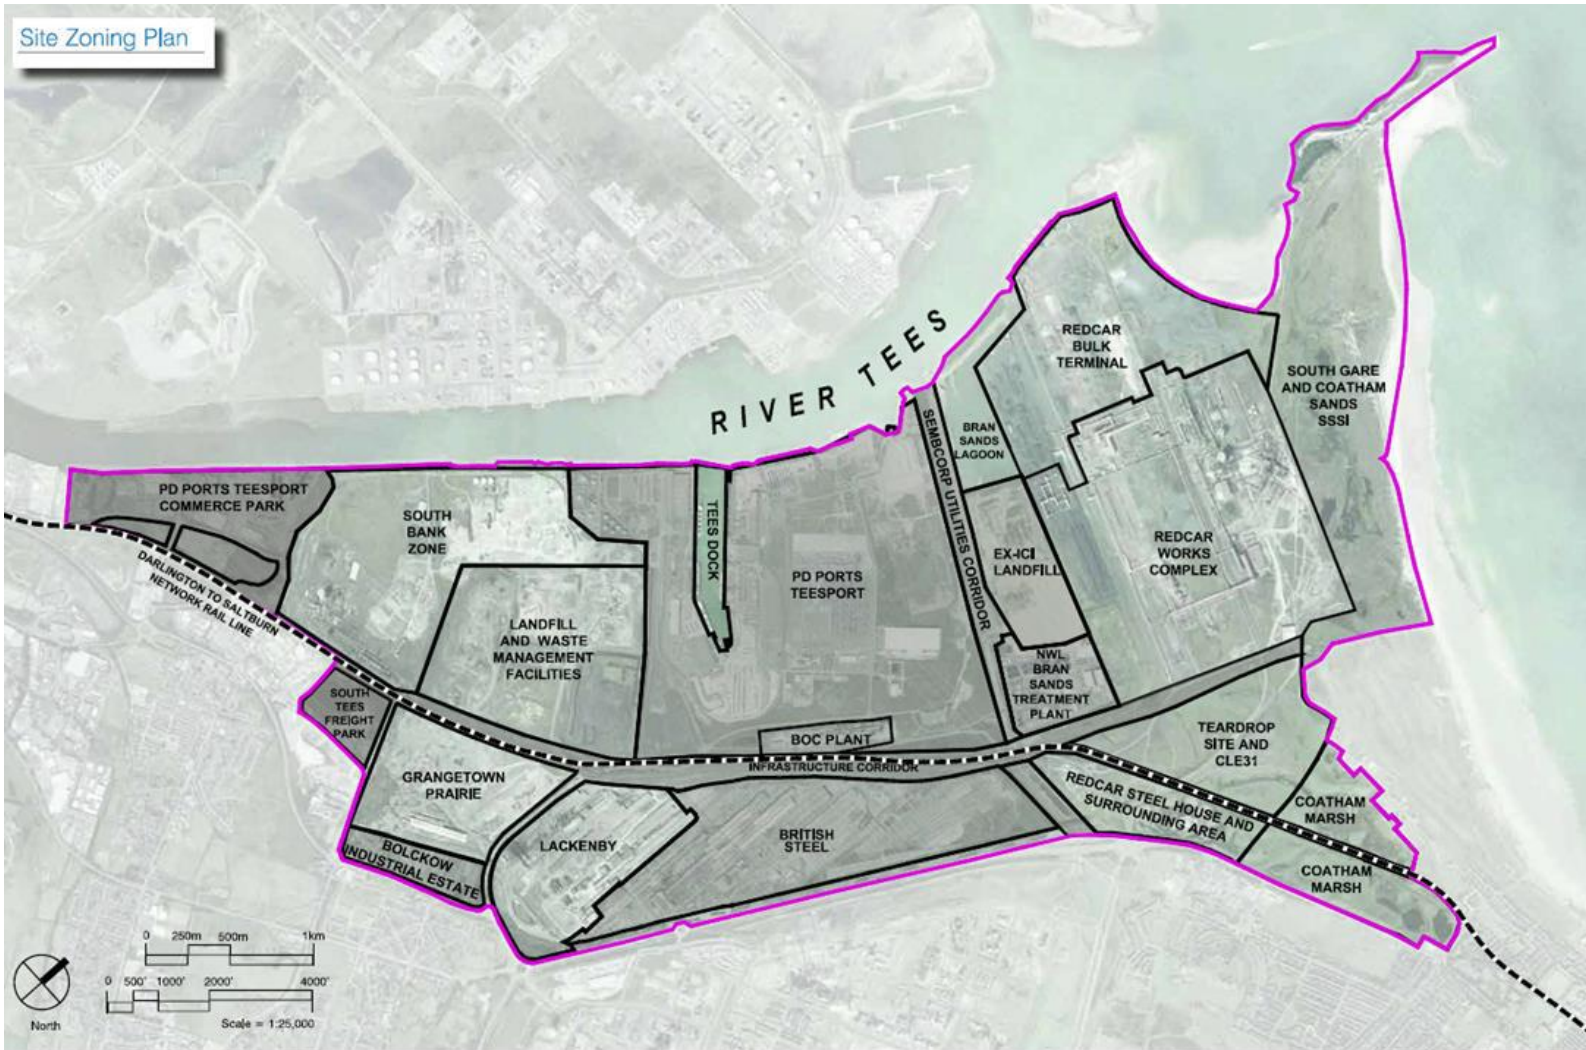 Site Zoning Plan
RIVER TEES
REDCAR
BULK
TERMINAL
SOUTH GARE
AND COATHAM
SANDS
SSSI
BRAN
SANDS
LAGOON
SEMBCORP UTILITIES CORRIDOR
PD PORTS TEESPORT
COMMERCE PARK
SOUTH
BANK
ZONE
TEES DOCK
PD PORTS
TEESPORT
EX-ICI
LANDFILL
REDCAR
WORKS
COMPLEX
DARLINGTON TO SALTBURN
NETWORK RAIL LINE
LANDFILL
AND WASTE
MANAGEMENT
FACILITIES
NWL
BRAN
SANDS
TREATMENT
PLANT
SOUTH
TEES
FREIGHT
PARK
BOC PLANT
INFRASTRUCTURE CORRIDOR
TEARDROP
SITE AND
CLE31
GRANGETOWN
PRAIRIE
REDCAR STEEL HOUSE AND
SURROUNDING AREA
COATHAM
MARSH
LACKENBY
BRITISH
STEEL
BOLCKOW
INDUSTRIAL ESTATE
COATHAM
MARSH
0 250m 500m 1km
0 500' 1000' 2000' 4000'
Scale = 1:25,000
North